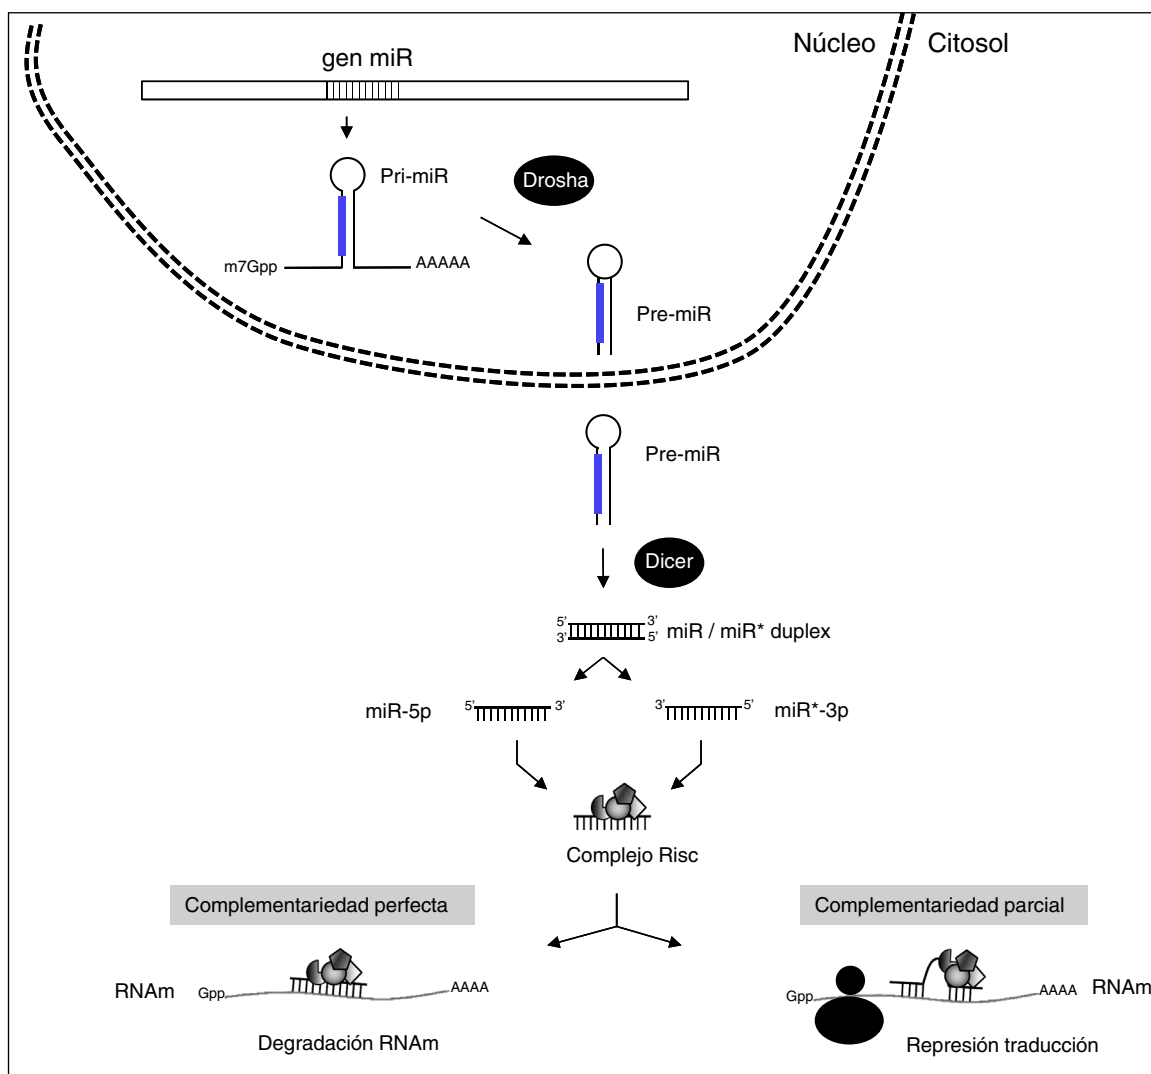 Núcleo
Citosol
gen miR
Pri-miR
Drosha
m7Gpp
AAAAA
Pre-miR
Pre-miR
Dicer
5’ 3’
3’ 5’
miR / miR* duplex
miR-5p
5’ 3’
3’ 5’
miR*-3p
Complejo Risc
Complementariedad perfecta
Complementariedad parcial
RNAm
Gpp
AAAA
Gpp
AAAA
RNAm
Degradación RNAm
Represión traducción